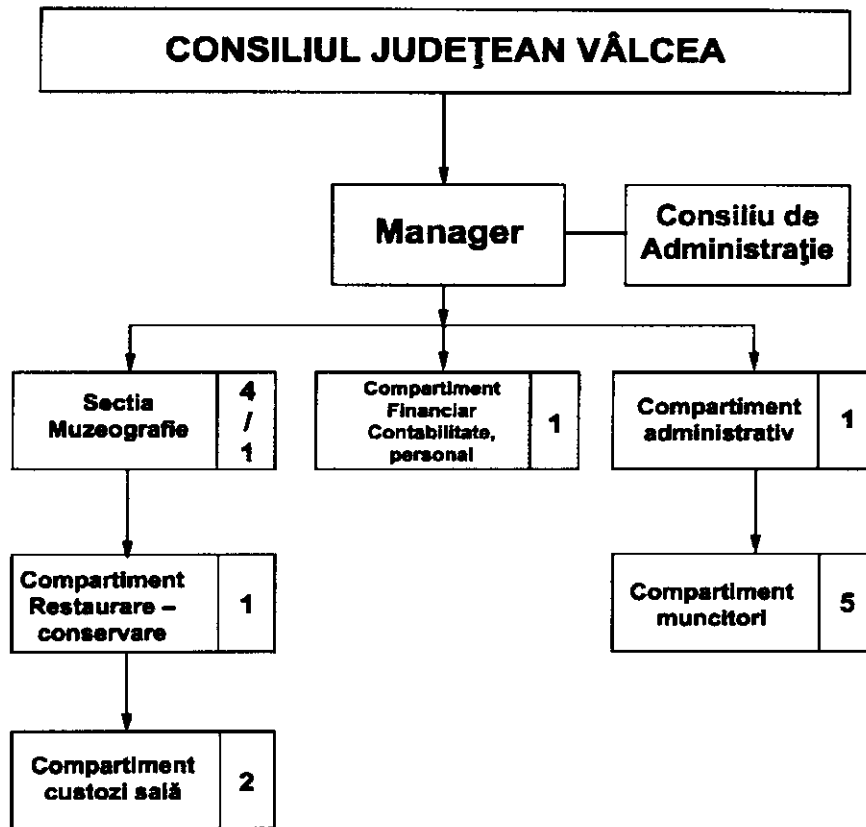 CONSILIUL JUDEŢEAN VÂLCEA
Manager
Consiliu de
Administraţie
Sectia
Muzeografie
4
/
1
Compartiment
Financiar
Contabilitate,
personal
1
Compartiment
administrativ
1
Compartiment
Restaurare –
conservare
1
Compartiment
muncitori
5
Compartiment
custozi sală
2